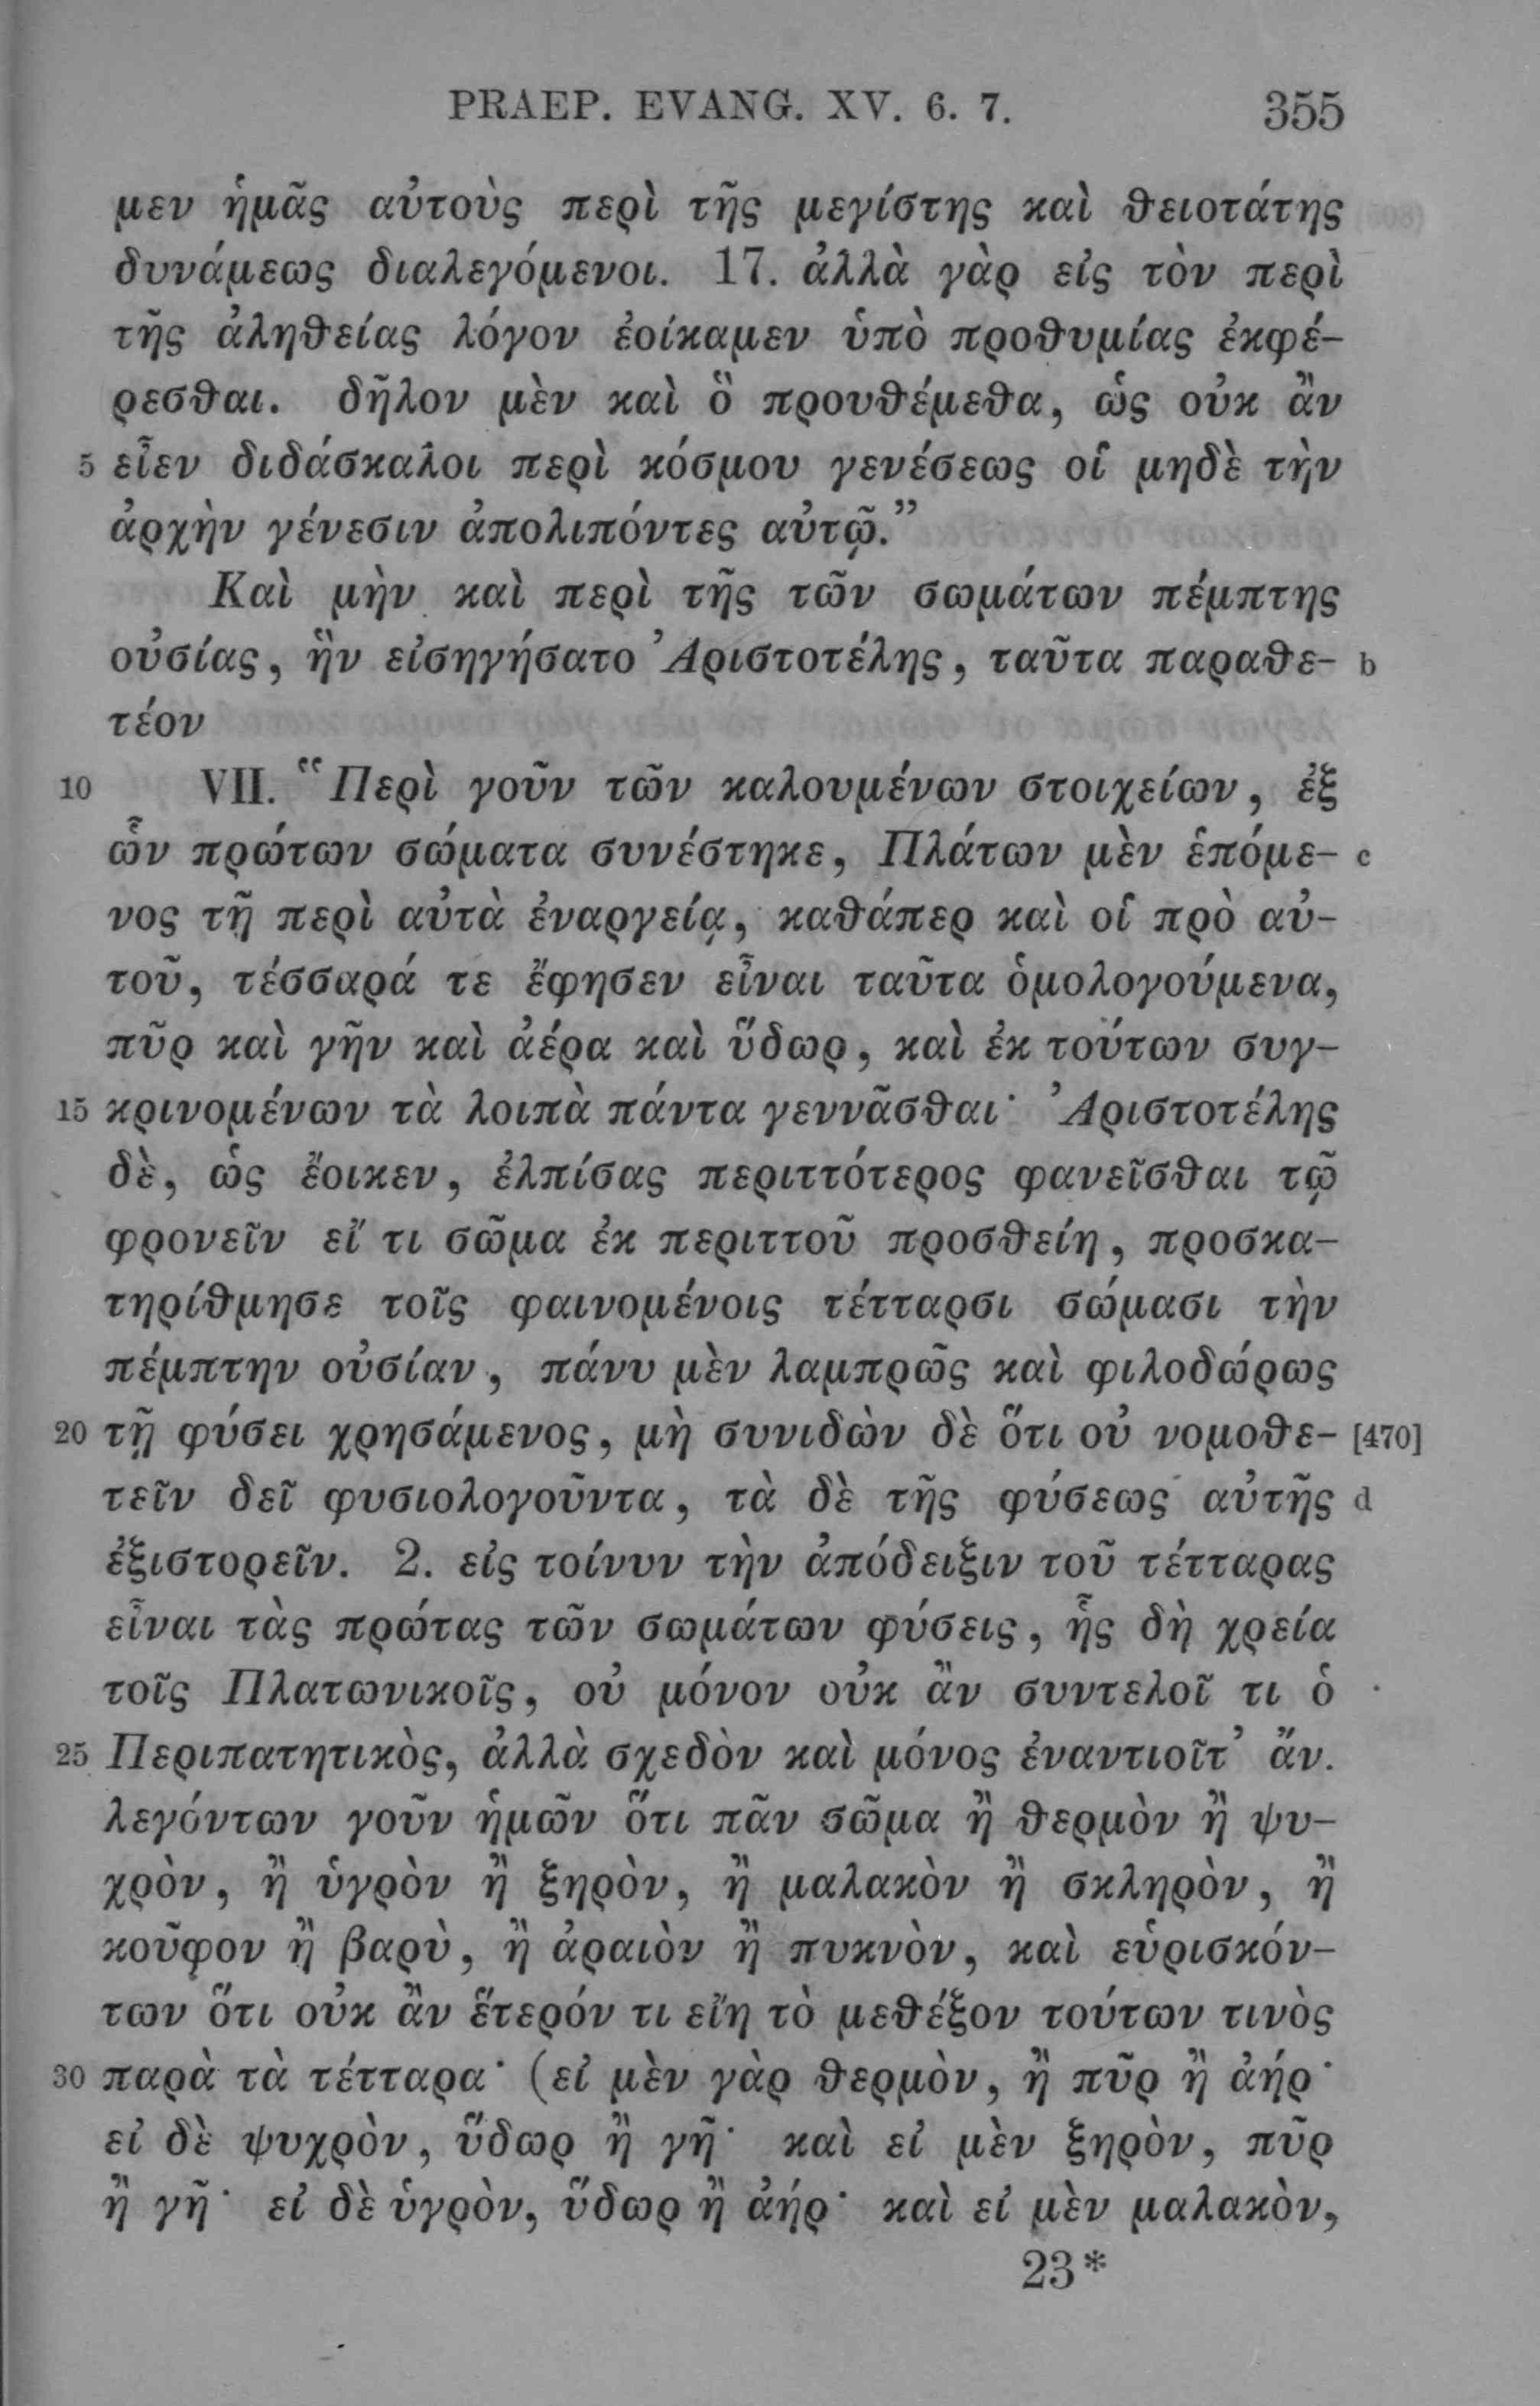 PRAEP. EVANG. XV. 6. 7. 355
μεν ἡμᾶς αὐτοὺς περὶ τῆς μεγίστης καὶ θειοτάτης
δυνάμεως διαλεγόμενοι. 17. ἀλλὰ γὰρ εἰς τὸν περὶ
τῆς ἀληθείας λόγον ἐοίκαμεν ὑπὸ προθυμίας ἐκφέ-
ρεσθαι. δῆλον μὲν καὶ ὃ προυθέμεθα, ὡς οὐκ ἂν
5 εἶεν διδάσκαλοι περὶ κόσμου γενέσεως οἱ μηδὲ τὴν
ἀρχὴν γένεσιν ἀπολιπόντες αὐτῷ.”
Καὶ μὴν καὶ περὶ τῆς τῶν σωμάτων πέμπτης
οὐσίας, ἣν εἰσηγήσατο Ἀριστοτέλης, ταῦτα παραθε- b
τέον
10 VII. “Περὶ γοῦν τῶν καλουμένων στοιχείων, ἐξ
ὧν πρώτων σώματα συνέστηκε, Πλάτων μὲν ἑπόμε- c
νος τῇ περὶ αὐτὰ ἐναργείᾳ, καθάπερ καὶ οἱ πρὸ αὐ-
τοῦ, τέσσαρά τε ἔφησεν εἶναι ταῦτα ὁμολογούμενα,
πῦρ καὶ γῆν καὶ ἀέρα καὶ ὕδωρ, καὶ ἐκ τούτων συγ-
15 κρινομένων τὰ λοιπὰ πάντα γεννᾶσθαι· Ἀριστοτέλης
δὲ, ὡς ἔοικεν, ἐλπίσας περιττότερος φανεῖσθαι τῷ
φρονεῖν εἴ τι σῶμα ἐκ περιττοῦ προσθείη, προσκα-
τηρίθμησε τοῖς φαινομένοις τέτταρσι σώμασι τὴν
πέμπτην οὐσίαν, πάνυ μὲν λαμπρῶς καὶ φιλοδώρως
20 τῇ φύσει χρησάμενος, μὴ συνιδὼν δὲ ὅτι οὐ νομοθε- [470]
τεῖν δεῖ φυσιολογοῦντα, τὰ δὲ τῆς φύσεως αὐτῆς d
ἐξιστορεῖν. 2. εἰς τοίνυν τὴν ἀπόδειξιν τοῦ τέτταρας
εἶναι τὰς πρώτας τῶν σωμάτων φύσεις, ἧς δὴ χρεία
τοῖς Πλατωνικοῖς, οὐ μόνον οὐκ ἂν συντελοῖ τι ὁ
25 Περιπατητικὸς, ἀλλὰ σχεδὸν καὶ μόνος ἐναντιοῖτ’ ἄν.
λεγόντων γοῦν ἡμῶν ὅτι πᾶν σῶμα ἢ θερμὸν ἢ ψυ-
χρὸν, ἢ ὑγρὸν ἢ ξηρὸν, ἢ μαλακὸν ἢ σκληρὸν, ἢ
κοῦφον ἢ βαρὺ, ἢ ἀραιὸν ἢ πυκνὸν, καὶ εὑρισκόν-
των ὅτι οὐκ ἂν ἕτερόν τι εἴη τὸ μεθέξον τούτων τινὸς
30 παρὰ τὰ τέτταρα· (εἰ μὲν γὰρ θερμὸν, ἢ πῦρ ἢ ἀήρ·
εἰ δὲ ψυχρὸν, ὕδωρ ἢ γῆ· καὶ εἰ μὲν ξηρὸν, πῦρ
ἢ γῆ· εἰ δὲ ὑγρὸν, ὕδωρ ἢ ἀήρ· καὶ εἰ μὲν μαλακὸν,
23*